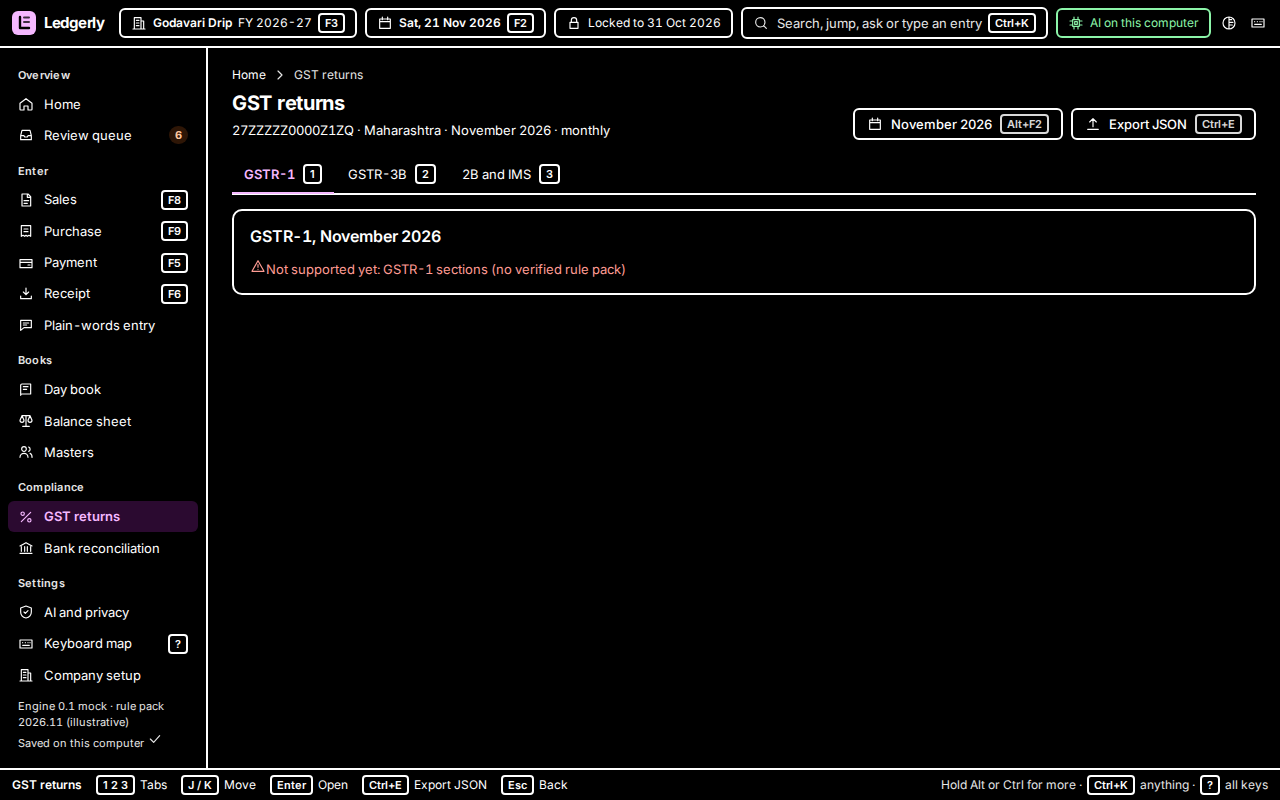 Ledgerly
Godavari Drip FY 2026-27 F3
Sat, 21 Nov 2026 F2
Locked to 31 Oct 2026
Search, jump, ask or type an entry Ctrl+K
AI on this computer
Overview
Home
Review queue 6
Enter
Sales F8
Purchase F9
Payment F5
Receipt F6
Plain-words entry
Books
Day book
Balance sheet
Masters
Compliance
GST returns
Bank reconciliation
Settings
AI and privacy
Keyboard map ?
Company setup
Engine 0.1 mock · rule pack
2026.11 (illustrative)
Saved on this computer
Home > GST returns
GST returns
27ZZZZZ0000Z1ZQ · Maharashtra · November 2026 · monthly
November 2026 Alt+F2
Export JSON Ctrl+E
GSTR-1 1 GSTR-3B 2 2B and IMS 3
GSTR-1, November 2026
Not supported yet: GSTR-1 sections (no verified rule pack)
GST returns 1 2 3 Tabs J / K Move Enter Open Ctrl+E Export JSON Esc Back
Hold Alt or Ctrl for more · Ctrl+K anything · ? all keys